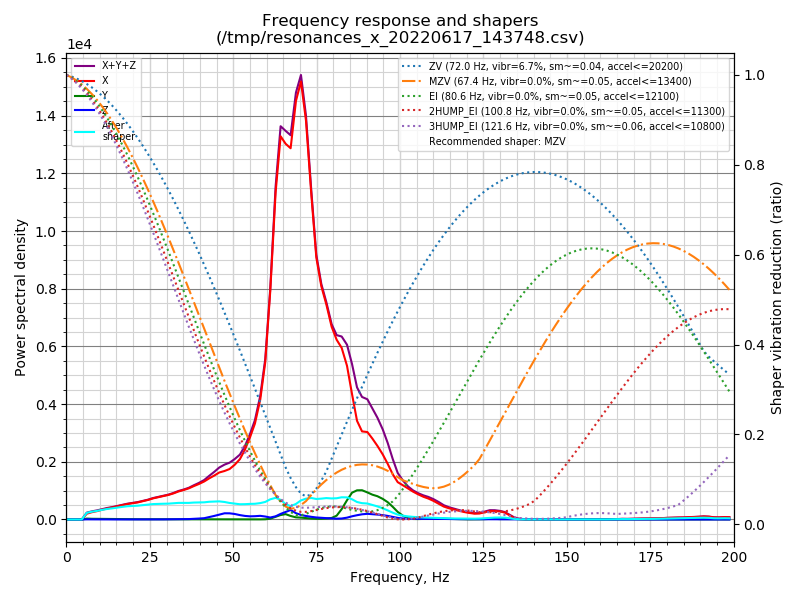 Frequency response and shapers
(/tmp/resonances_x_20220617_143748.csv)
1e4
X+Y+Z
X
Y
Z
After
shaper
ZV (72.0 Hz, vibr=6.7%, sm~=0.04, accel<=20200)
MZV (67.4 Hz, vibr=0.0%, sm~=0.05, accel<=13400)
EI (80.6 Hz, vibr=0.0%, sm~=0.05, accel<=12100)
2HUMP_EI (100.8 Hz, vibr=0.0%, sm~=0.05, accel<=11300)
3HUMP_EI (121.6 Hz, vibr=0.0%, sm~=0.06, accel<=10800)
Recommended shaper: MZV
Power spectral density
1.6
1.4
1.2
1.0
0.8
0.6
0.4
0.2
0.0
1.0
0.8
0.6
0.4
0.2
0.0
Shaper vibration reduction (ratio)
0 25 50 75 100 125 150 175 200
Frequency, Hz